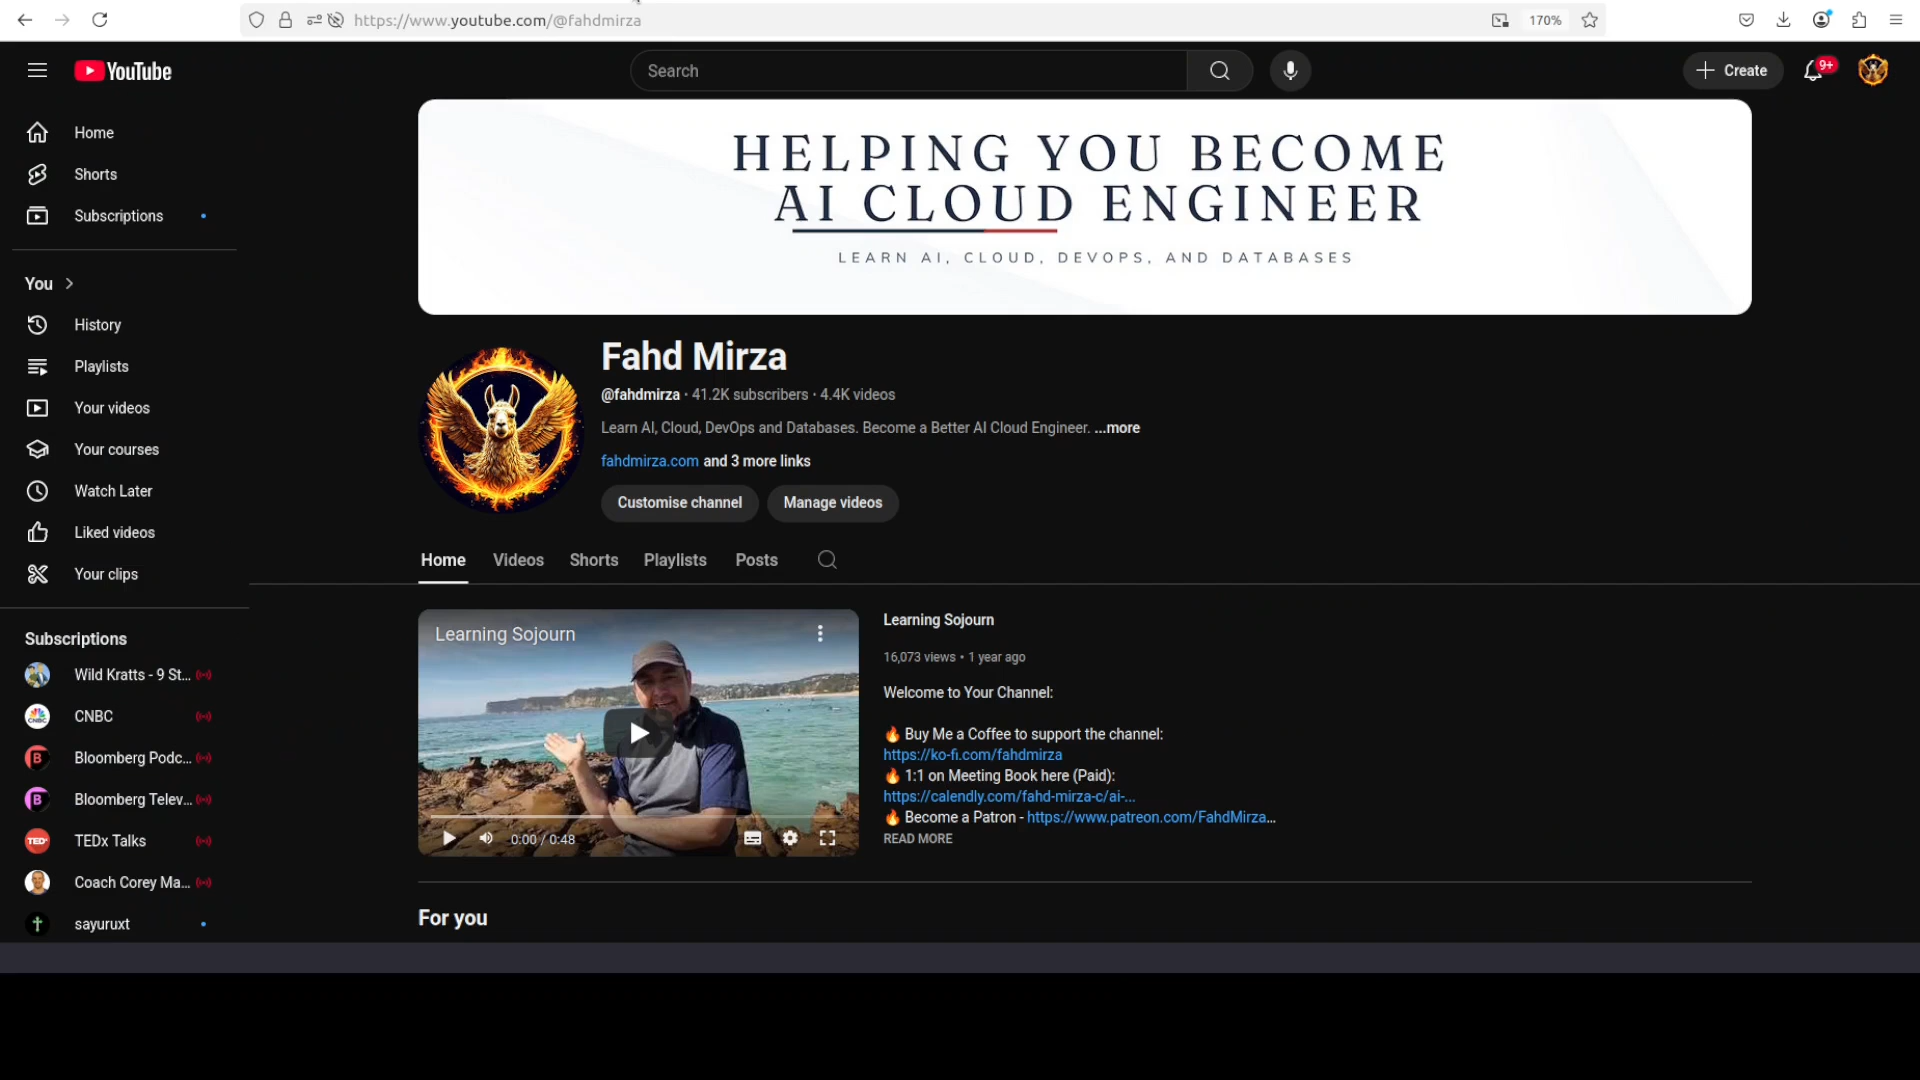 https://www.youtube.com/@fahdmirza
170%
YouTube
Search
Create
9+
Home
Shorts
Subscriptions
You
History
Playlists
Your videos
Your courses
Watch Later
Liked videos
Your clips
Subscriptions
Wild Kratts - 9 St...
CNBC
Bloomberg Podc...
Bloomberg Telev...
TEDx Talks
Coach Corey Ma...
sayuruxt
HELPING YOU BECOME
AI CLOUD ENGINEER
LEARN AI, CLOUD, DEVOPS, AND DATABASES
Fahd Mirza
@fahdmirza • 41.2K subscribers • 4.4K videos
Learn AI, Cloud, DevOps and Databases. Become a Better AI Cloud Engineer. ...more
fahdmirza.com and 3 more links
Customise channel
Manage videos
Home
Videos
Shorts
Playlists
Posts
Learning Sojourn
0:00 / 0:48
Learning Sojourn
16,073 views • 1 year ago
Welcome to Your Channel:
🔥 Buy Me a Coffee to support the channel:
https://ko-fi.com/fahdmirza
🔥 1:1 on Meeting Book here (Paid):
https://calendly.com/fahd-mirza-c/ai-...
🔥 Become a Patron - https://www.patreon.com/FahdMirza...
READ MORE
For you